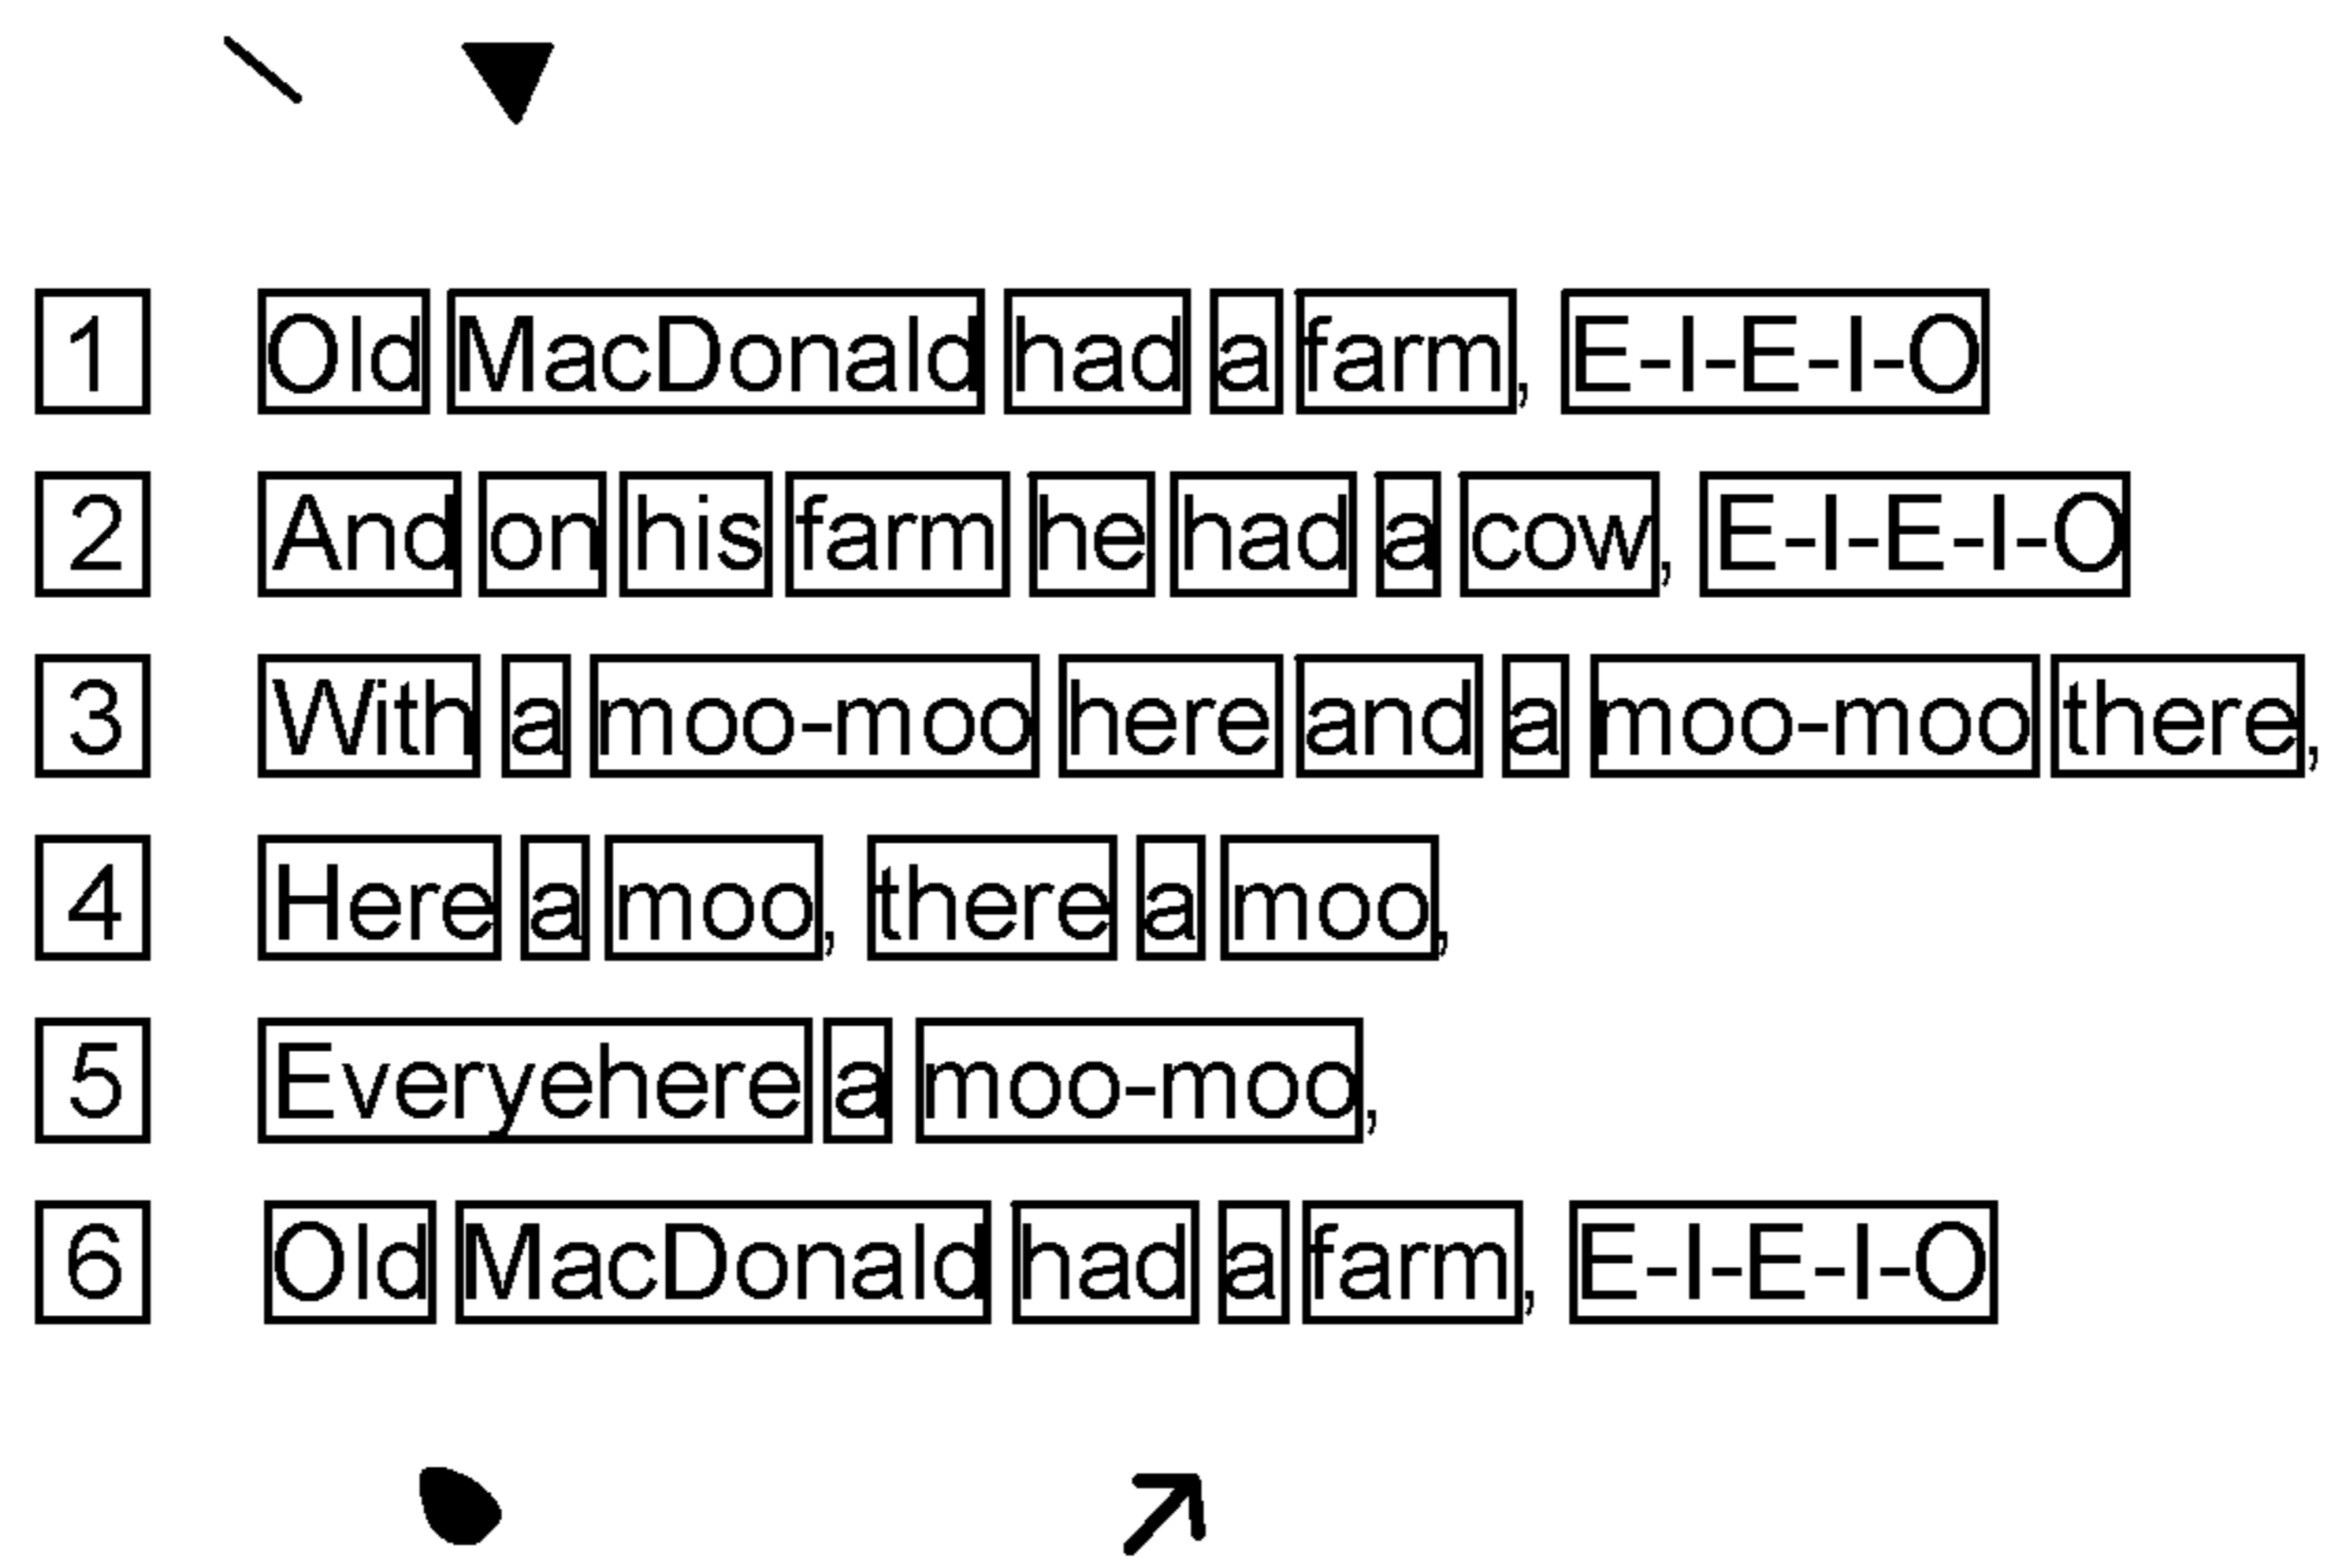 1 Old MacDonald had a farm, E-I-E-I-O
2 And on his farm he had a cow, E-I-E-I-O
3 With a moo-moo here and a moo-moo there,
4 Here a moo, there a moo,
5 Everyehere a moo-moo,
6 Old MacDonald had a farm, E-I-E-I-O